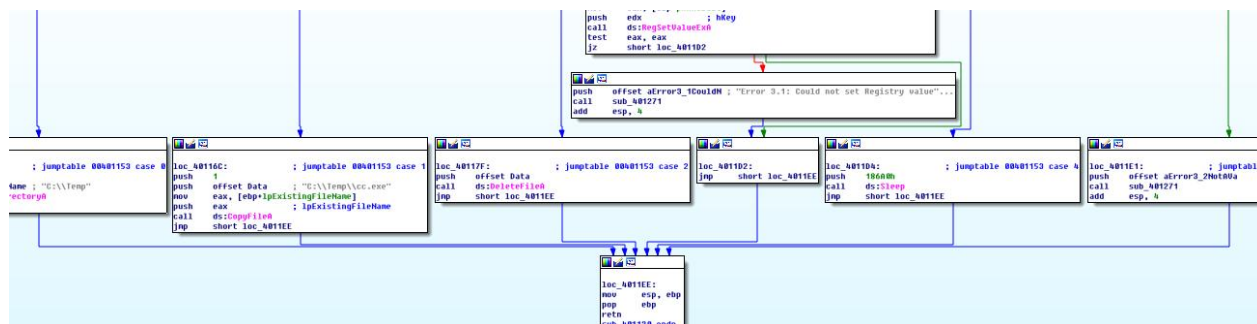 push edx ; hKey
call ds:RegSetValueExA
test eax, eax
jz short loc_4011D2
push offset aError3_1CouldN ; "Error 3.1: Could not set Registry value"...
call sub_401271
add esp, 4
; jumptable 00401153 case 0
Name ; "C:\\Temp"
rectoryA
loc_40116C: ; jumptable 00401153 case 1
push 1
push offset Data ; "C:\\Temp\\cc.exe"
mov eax, [ebp+lpExistingFileName]
push eax ; lpExistingFileName
call ds:CopyFileA
jmp short loc_4011EE
loc_40117F: ; jumptable 00401153 case 2
push offset Data
call ds:DeleteFileA
jmp short loc_4011EE
loc_4011D2:
jmp short loc_4011EE
loc_4011D4: ; jumptable 00401153 case 4
push 186A0h
call ds:Sleep
jmp short loc_4011EE
loc_4011E1: ; jumptabl
push offset aError3_2NotAVa
call sub_401271
add esp, 4
loc_4011EE:
mov esp, ebp
pop ebp
retn